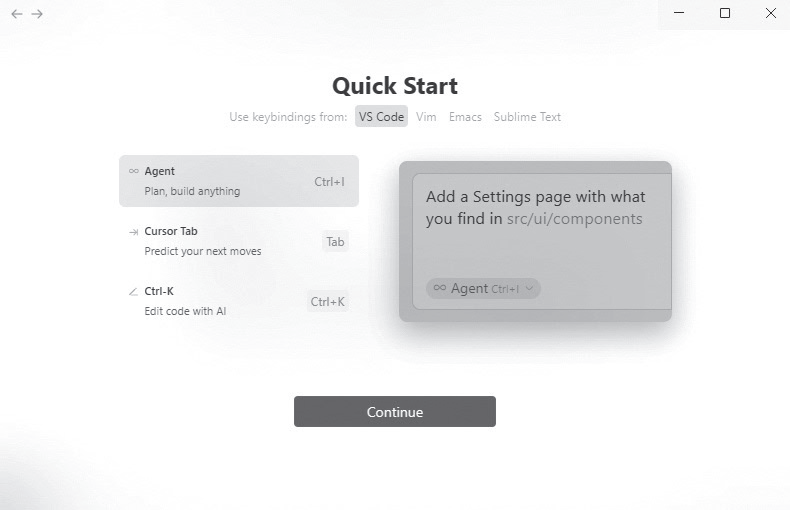 Quick Start
Use keybindings from: VS Code Vim Emacs Sublime Text
Agent
Plan, build anything
Ctrl+I
Cursor Tab
Predict your next moves
Tab
Ctrl-K
Edit code with AI
Ctrl+K
Add a Settings page with what
you find in src/ui/components
Agent Ctrl+I
Continue